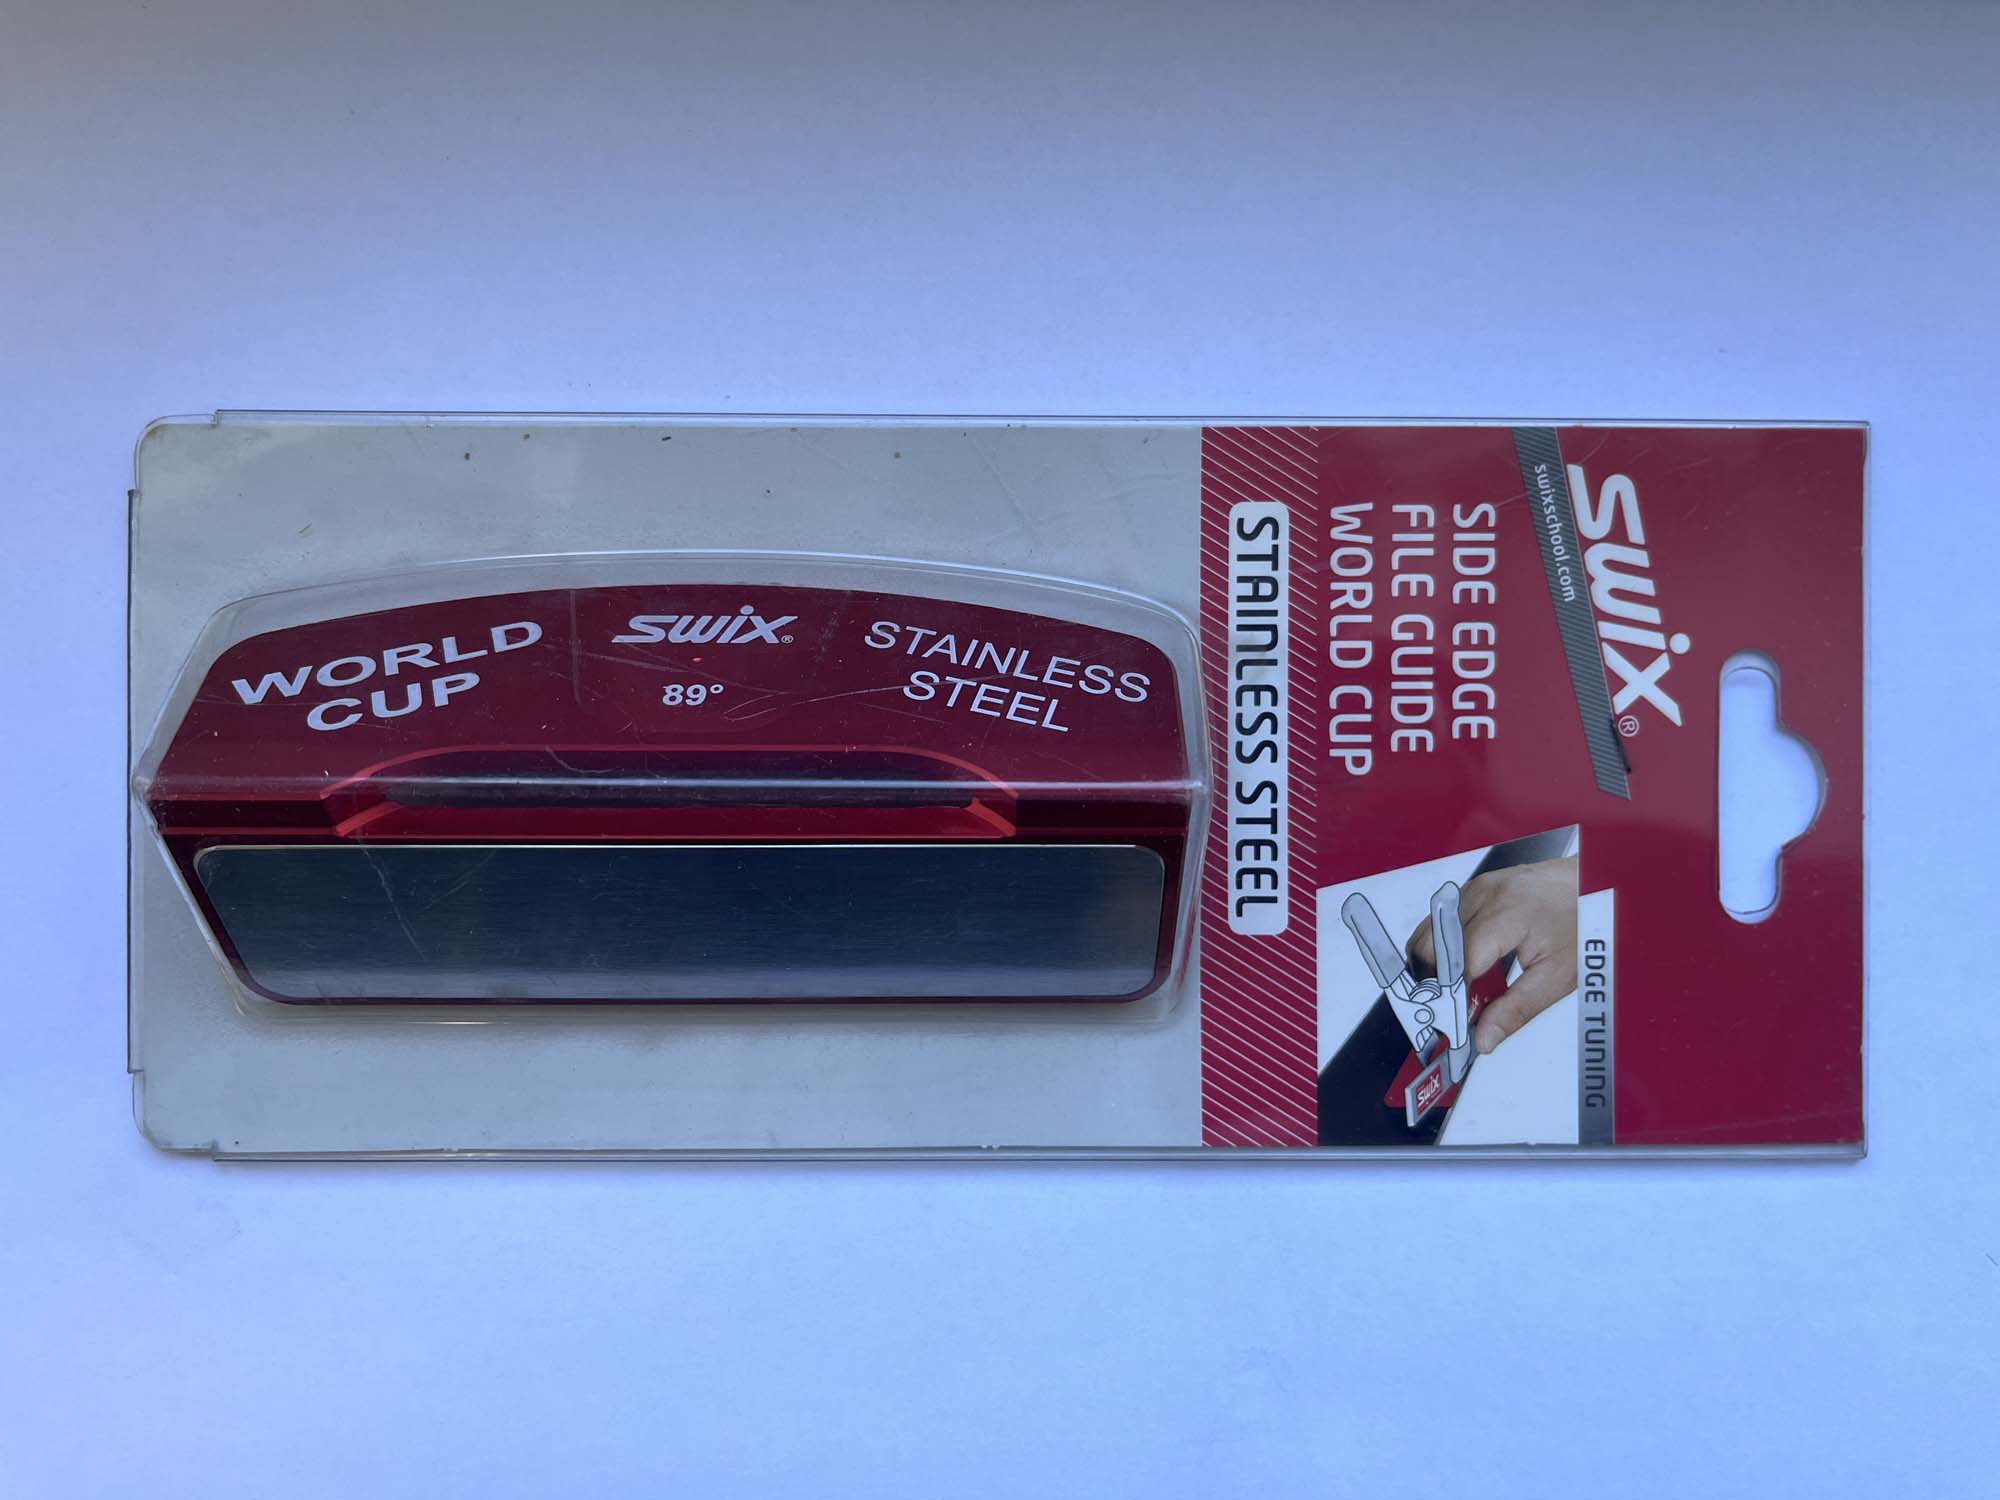 WORLD
CUP
swix®
89°
STAINLESS
STEEL
swix®
swixschool.com
SIDE EDGE
FILE GUIDE
WORLD CUP
STAINLESS STEEL
EDGE TUNING
swix